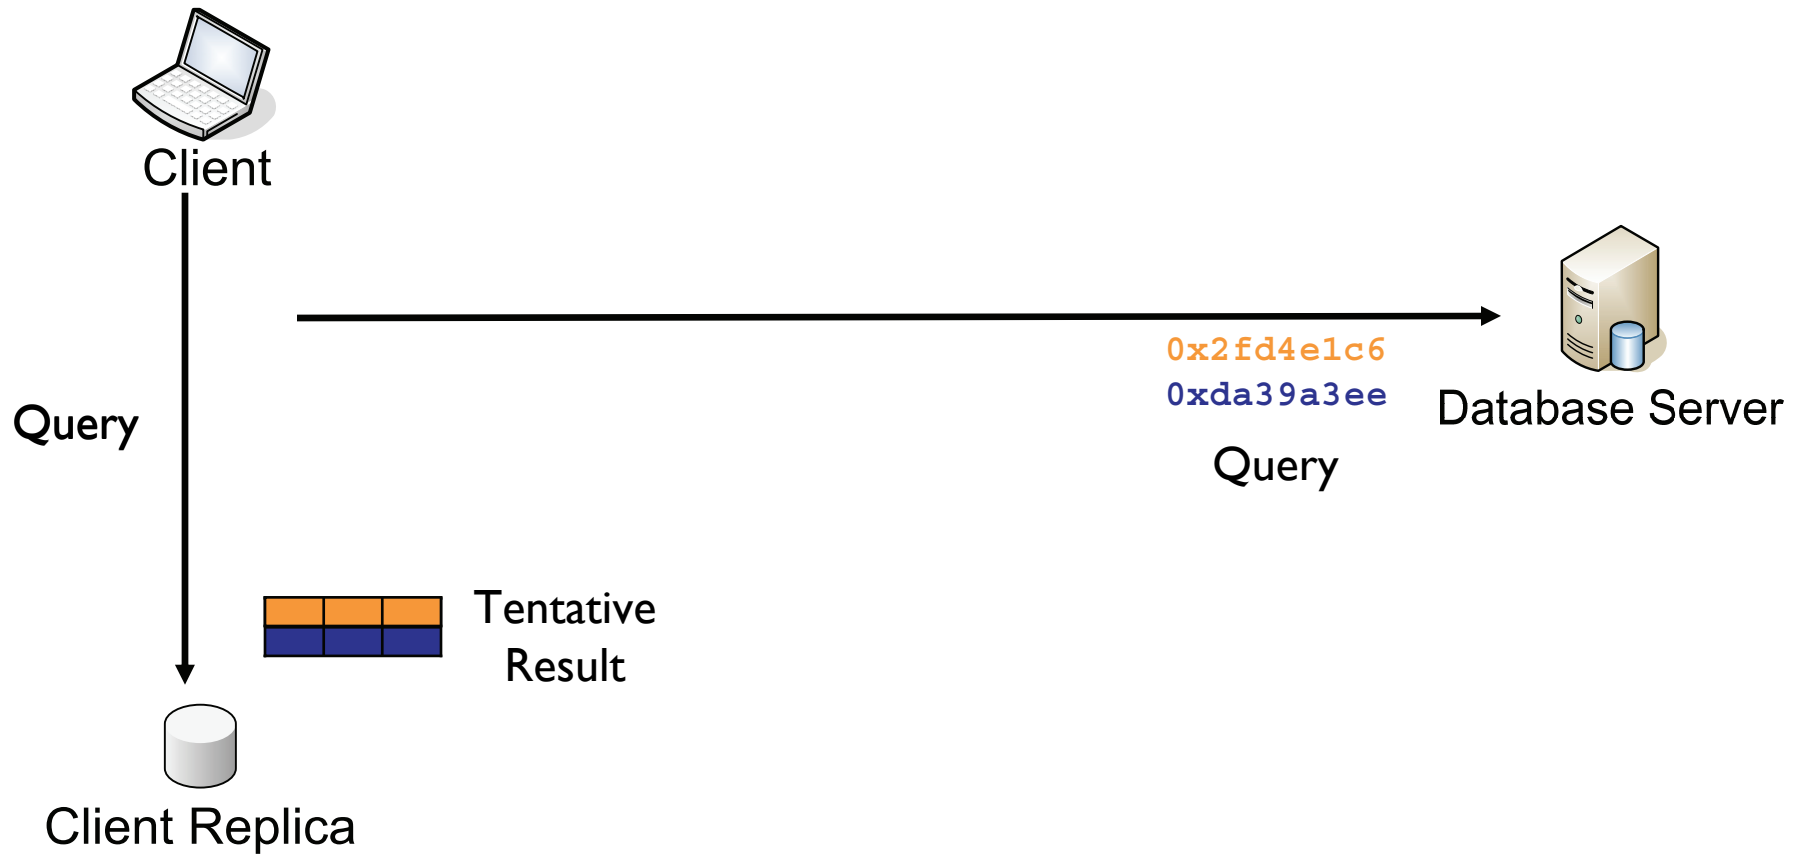 Client
0x2fd4e1c6
0xda39a3ee
Database Server
Query
Query
Tentative
Result
Client Replica